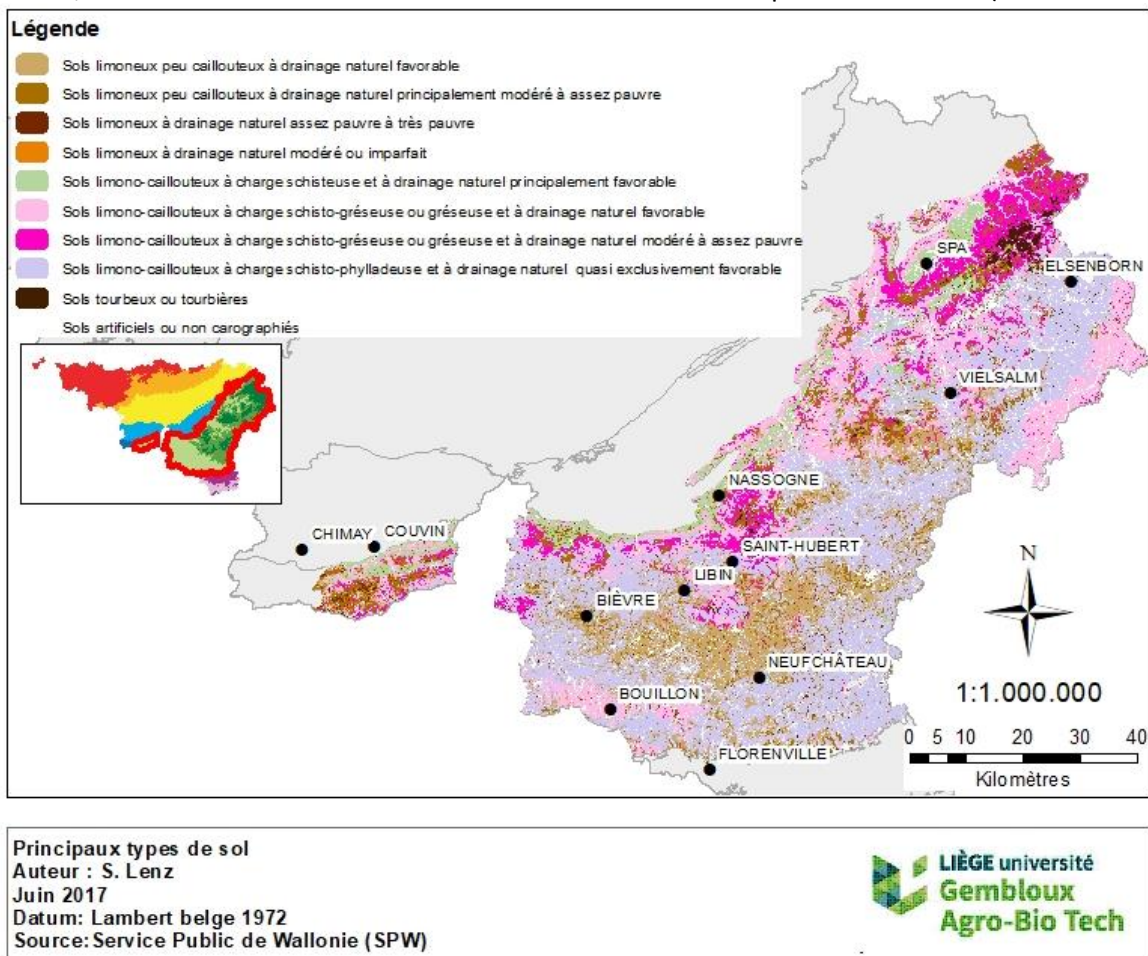 Légende
Sols limoneux peu caillouteux à drainage naturel favorable
Sols limoneux peu caillouteux à drainage naturel principalement modéré à assez pauvre
Sols limoneux à drainage naturel assez pauvre à très pauvre
Sols limoneux à drainage naturel modéré ou imparfait
Sols limono-caillouteux à charge schisteuse et à drainage naturel principalement favorable
Sols limono-caillouteux à charge schisto-gréseuse ou gréseuse et à drainage naturel favorable
Sols limono-caillouteux à charge schisto-gréseuse ou gréseuse et à drainage naturel modéré à assez pauvre
Sols limono-caillouteux à charge schisto-phylladeuse et à drainage naturel quasi exclusivement favorable
Sols tourbeux ou tourbières
Sols artificiels ou non carographiés
SPA
ELSENBORN
VIELSALM
NASSOGNE
CHIMAY
COUVIN
SAINT-HUBERT
LIBIN
BIÈVRE
NEUFCHÂTEAU
BOUILLON
FLORENVILLE
N
1:1.000.000
0 5 10 20 30 40
Kilomètres
Principaux types de sol
Auteur : S. Lenz
Juin 2017
Datum: Lambert belge 1972
Source: Service Public de Wallonie (SPW)
LIÈGE université
Gembloux
Agro-Bio Tech